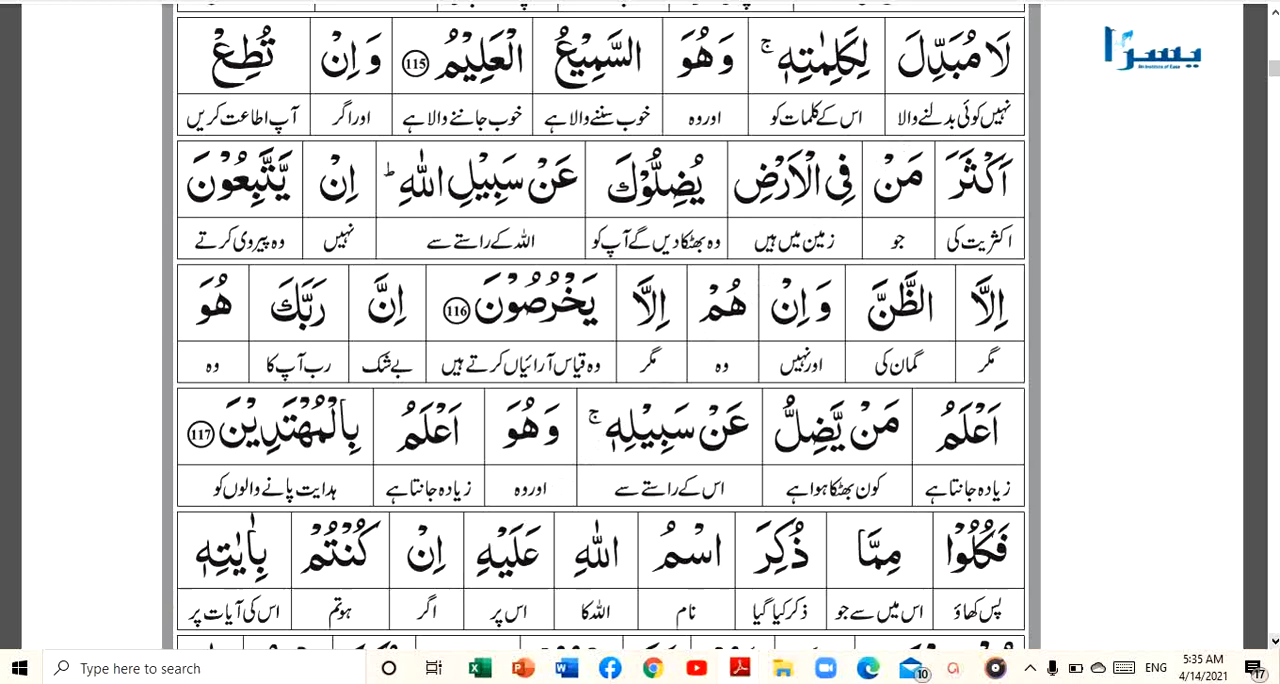 یسرا
An Institute of Ease
لَا مُبَدِّلَ لِكَلِمٰتِهٖ ۚ وَهُوَ السَّمِيْعُ الْعَلِيْمُ 115 وَاِنْ تُطِعْ
نہیں کوئی بدلنے والا اس کے کلمات کو اور وہ خوب سننے والا ہے خوب جاننے والا ہے اور اگر آپ اطاعت کریں
اَكْثَرَ مَنْ فِى الْاَرْضِ يُضِلُّوْكَ عَنْ سَبِيْلِ اللّٰهِ ؕ اِنْ يَّتَّبِعُوْنَ
اکثریت کی جو زمین میں ہیں وہ بھٹکا دیں گے آپ کو اللہ کے راستے سے نہیں وہ پیروی کرتے
اِلَّا الظَّنَّ وَاِنْ هُمْ اِلَّا يَخْرُصُوْنَ 116 اِنَّ رَبَّكَ هُوَ
مگر گمان کی اور نہیں وہ مگر وہ قیاس آرائیاں کرتے ہیں بے شک رب آپ کا وہ
اَعْلَمُ مَنْ يَّضِلُّ عَنْ سَبِيْلِهٖ ۚ وَهُوَ اَعْلَمُ بِالْمُهْتَدِيْنَ 117
زیادہ جانتا ہے کون بھٹکا ہوا ہے اس کے راستے سے اور وہ زیادہ جانتا ہے ہدایت پانے والوں کو
فَكُلُوْا مِمَّا ذُكِرَ اسْمُ اللّٰهِ عَلَيْهِ اِنْ كُنْتُمْ بِاٰيٰتِهٖ
پس کھاؤ اس میں سے جو ذکر کیا گیا نام اللہ کا اس پر اگر ہو تم اس کی آیات پر
Type here to search
10
ENG
5:35 AM
4/14/2021
17